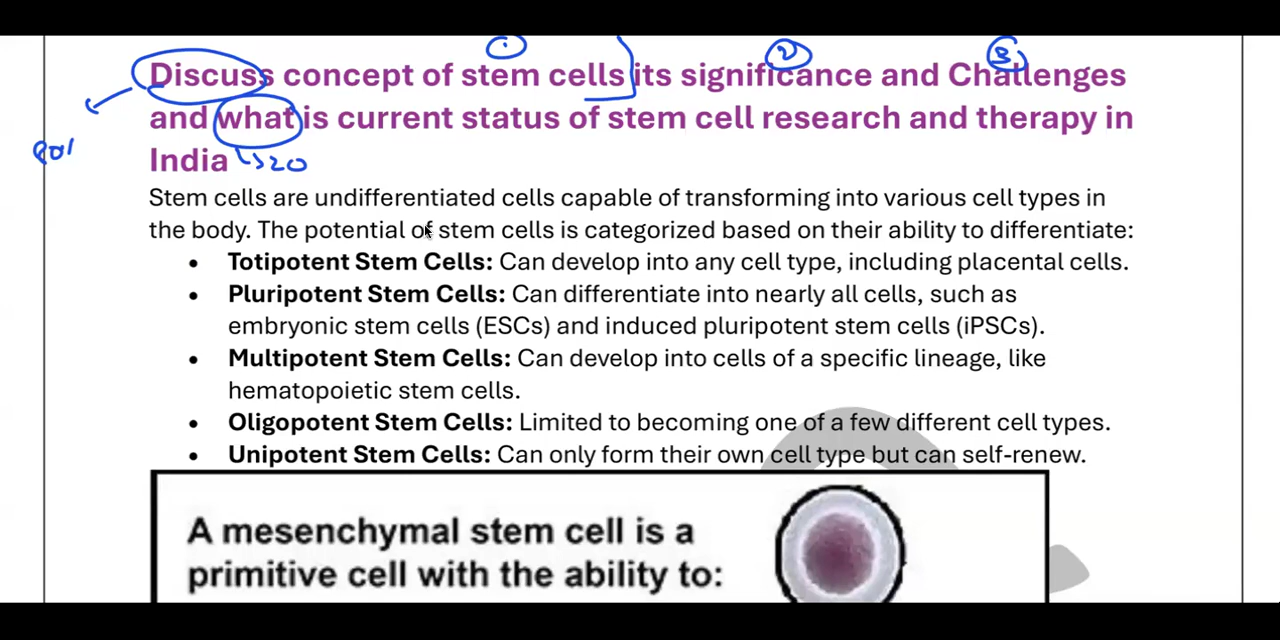 ① ② ③
Discuss concept of stem cells its significance and Challenges
and what is current status of stem cell research and therapy in
India
80%
↳20
Stem cells are undifferentiated cells capable of transforming into various cell types in
the body. The potential of stem cells is categorized based on their ability to differentiate:
• Totipotent Stem Cells: Can develop into any cell type, including placental cells.
• Pluripotent Stem Cells: Can differentiate into nearly all cells, such as
embryonic stem cells (ESCs) and induced pluripotent stem cells (iPSCs).
• Multipotent Stem Cells: Can develop into cells of a specific lineage, like
hematopoietic stem cells.
• Oligopotent Stem Cells: Limited to becoming one of a few different cell types.
• Unipotent Stem Cells: Can only form their own cell type but can self-renew.
A mesenchymal stem cell is a
primitive cell with the ability to: